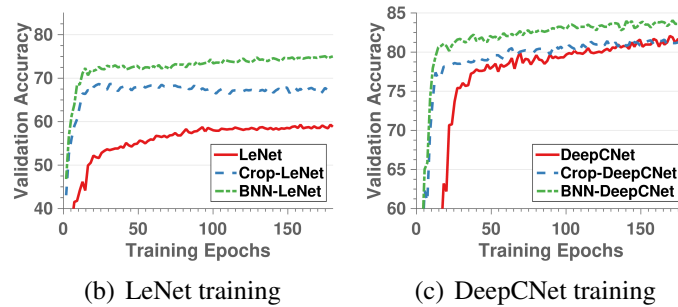 80
70
60
50
40
Validation Accuracy
0
50
100
150
Training Epochs
LeNet
Crop-LeNet
BNN-LeNet
(b) LeNet training
85
80
75
70
65
60
Validation Accuracy
0
50
100
150
Training Epochs
DeepCNet
Crop-DeepCNet
BNN-DeepCNet
(c) DeepCNet training